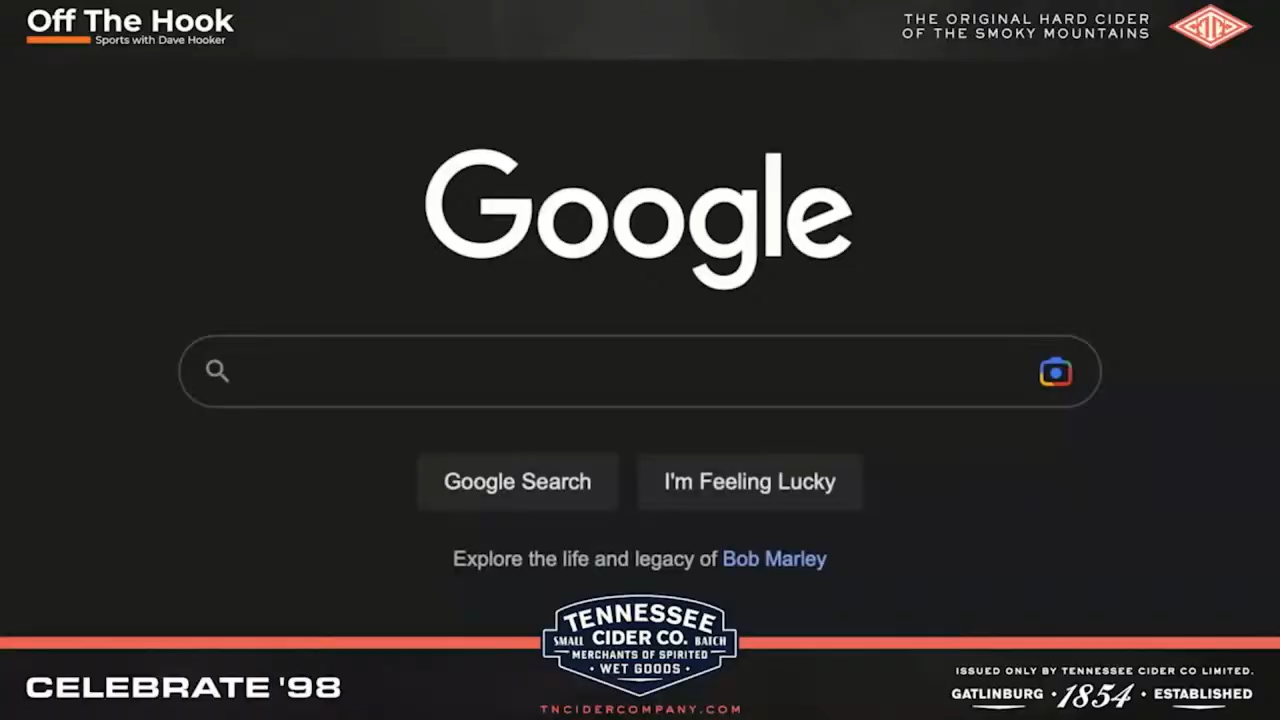 Off The Hook
Sports with Dave Hooker
THE ORIGINAL HARD CIDER
OF THE SMOKY MOUNTAINS
Google
Google Search
I'm Feeling Lucky
Explore the life and legacy of Bob Marley
TENNESSEE
SMALL CIDER CO. BATCH
MERCHANTS OF SPIRITED
• WET GOODS •
TNCIDERCOMPANY.COM
CELEBRATE '98
ISSUED ONLY BY TENNESSEE CIDER CO LIMITED.
GATLINBURG • 1854 • ESTABLISHED